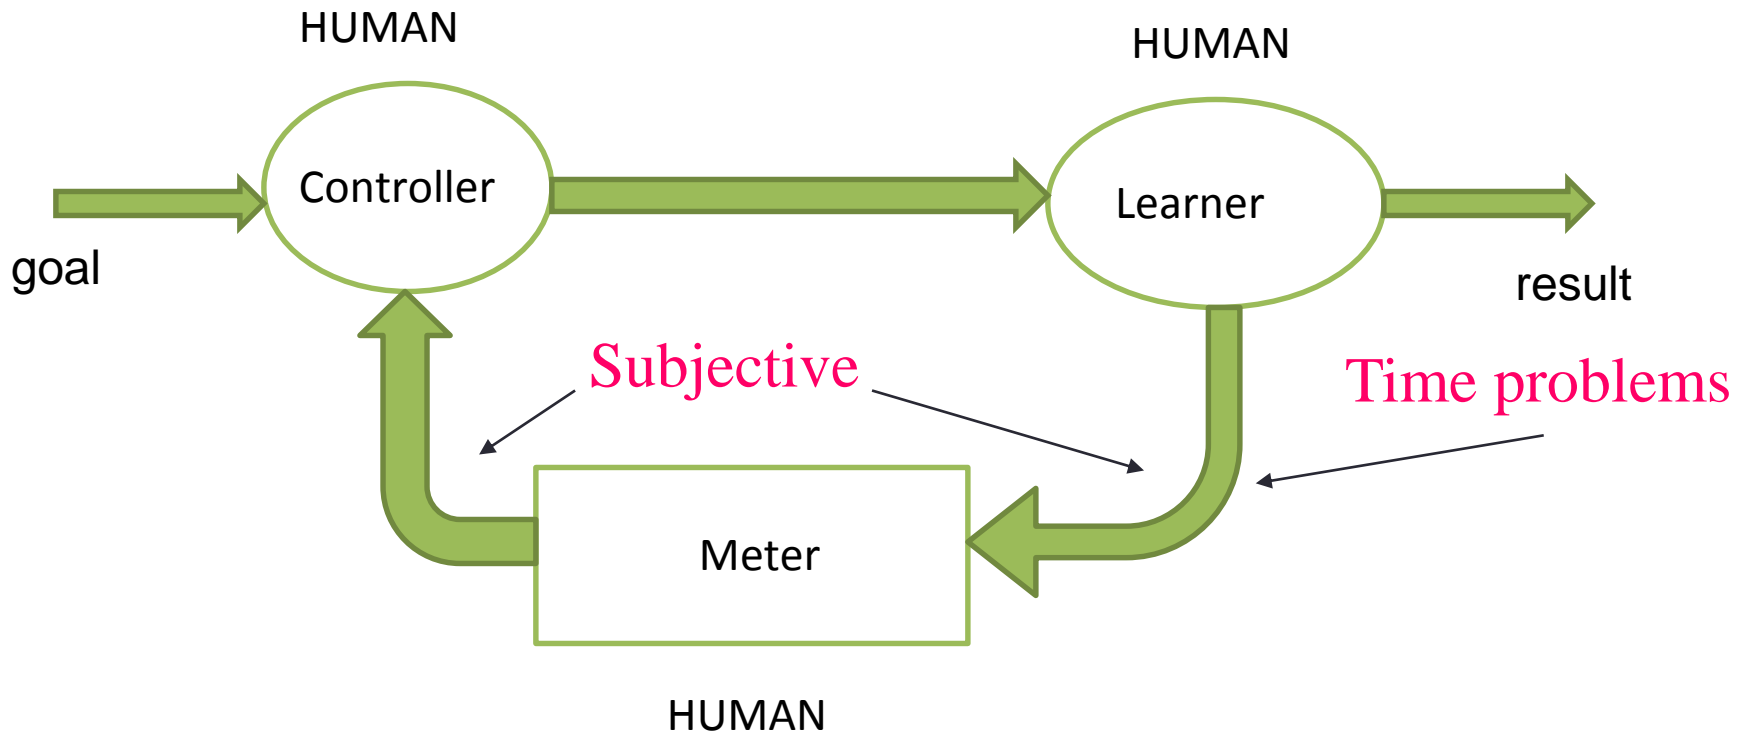 HUMAN
HUMAN
Controller
Learner
goal
result
Subjective
Time problems
Meter
HUMAN